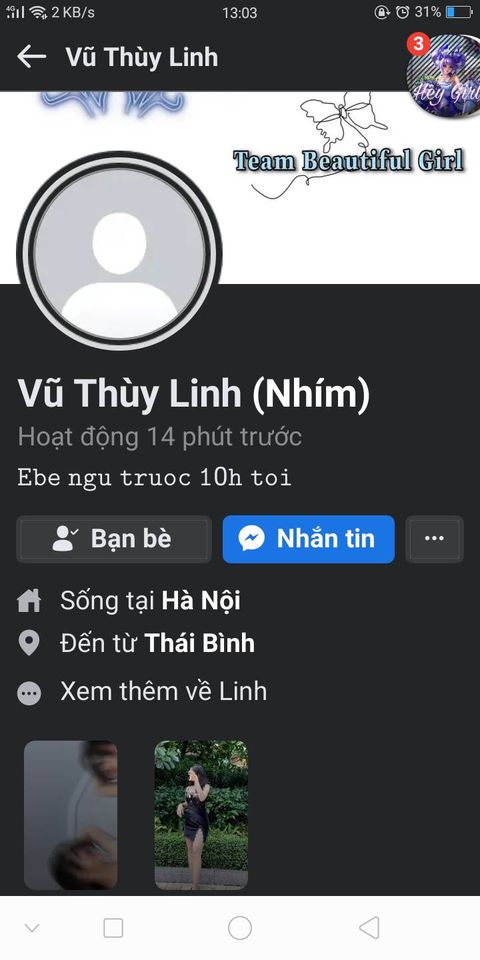 4G 2 KB/s 13:03 31%
Vũ Thùy Linh
3
Hey Girl
Team Beautiful Girl
Vũ Thùy Linh (Nhím)
Hoạt động 14 phút trước
Ebe ngu truoc 10h toi
Bạn bè
Nhắn tin
Sống tại Hà Nội
Đến từ Thái Bình
Xem thêm về Linh